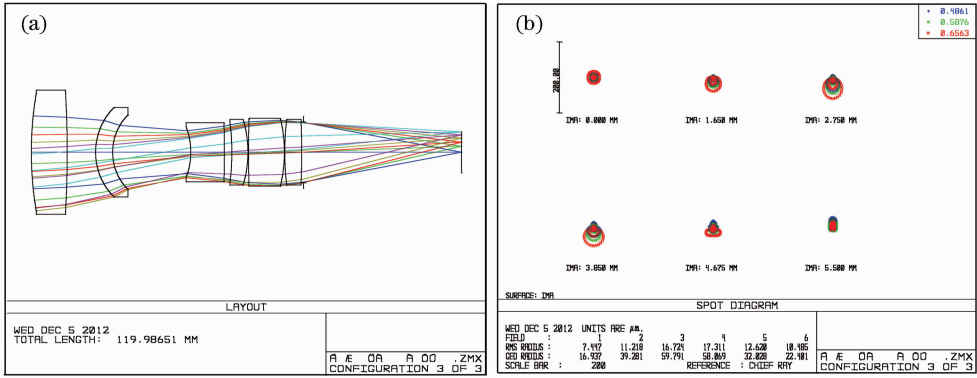 (a)
LAYOUT
WED DEC 5 2012
TOTAL LENGTH: 119.98651 MM
A Æ ÖA A ÖO .ZMX
CONFIGURATION 3 OF 3
(b)
0.4861
0.5876
0.6563
200.00
IMA: 0.000 MM
IMA: 1.650 MM
IMA: 2.750 MM
IMA: 3.850 MM
IMA: 4.675 MM
IMA: 5.500 MM
SURFACE: IMA
SPOT DIAGRAM
WED DEC 5 2012 UNITS ARE µm.
FIELD : 1 2 3 4 5 6
RMS RADIUS : 7.447 11.218 16.724 17.311 12.620 10.485
GEO RADIUS : 16.937 39.281 59.791 58.069 32.028 22.401
SCALE BAR : 200 REFERENCE : CHIEF RAY
CONFIGURATION 3 OF 3